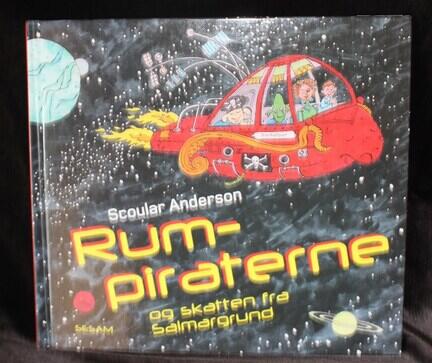 Scoular Anderson
Rum-
piraterne
og skatten fra
Salmargrund
SESAM